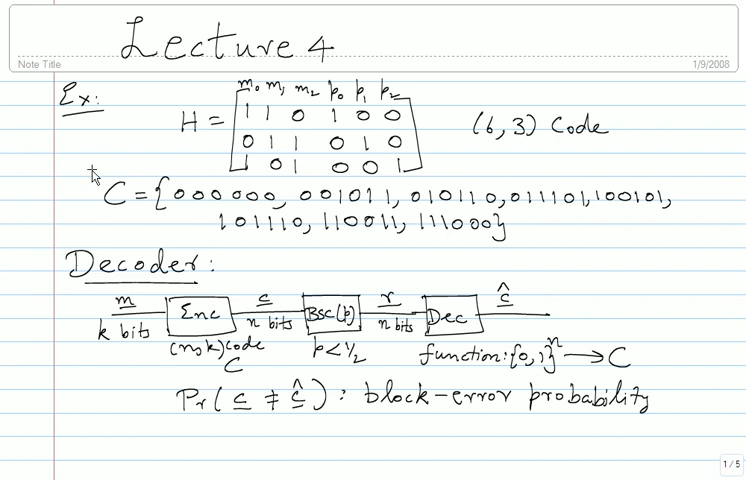 Lecture 4
Note Title
1/9/2008
Ex:
m₀ m₁ m₂ p₀ p₁ p₂
H = [1 1 0 1 0 0
0 1 1 0 1 0
1 0 1 0 0 1]
(6, 3) Code
C = {000000, 001011, 010110, 011101, 100101,
101110, 110011, 111000}
Decoder:
m Enc c BSC(p) r Dec ĉ
k bits n bits n bits
(n,k) code p < 1/2 function: {0,1}ⁿ → C
C
Pr(c ≠ ĉ): block-error probability
1/5